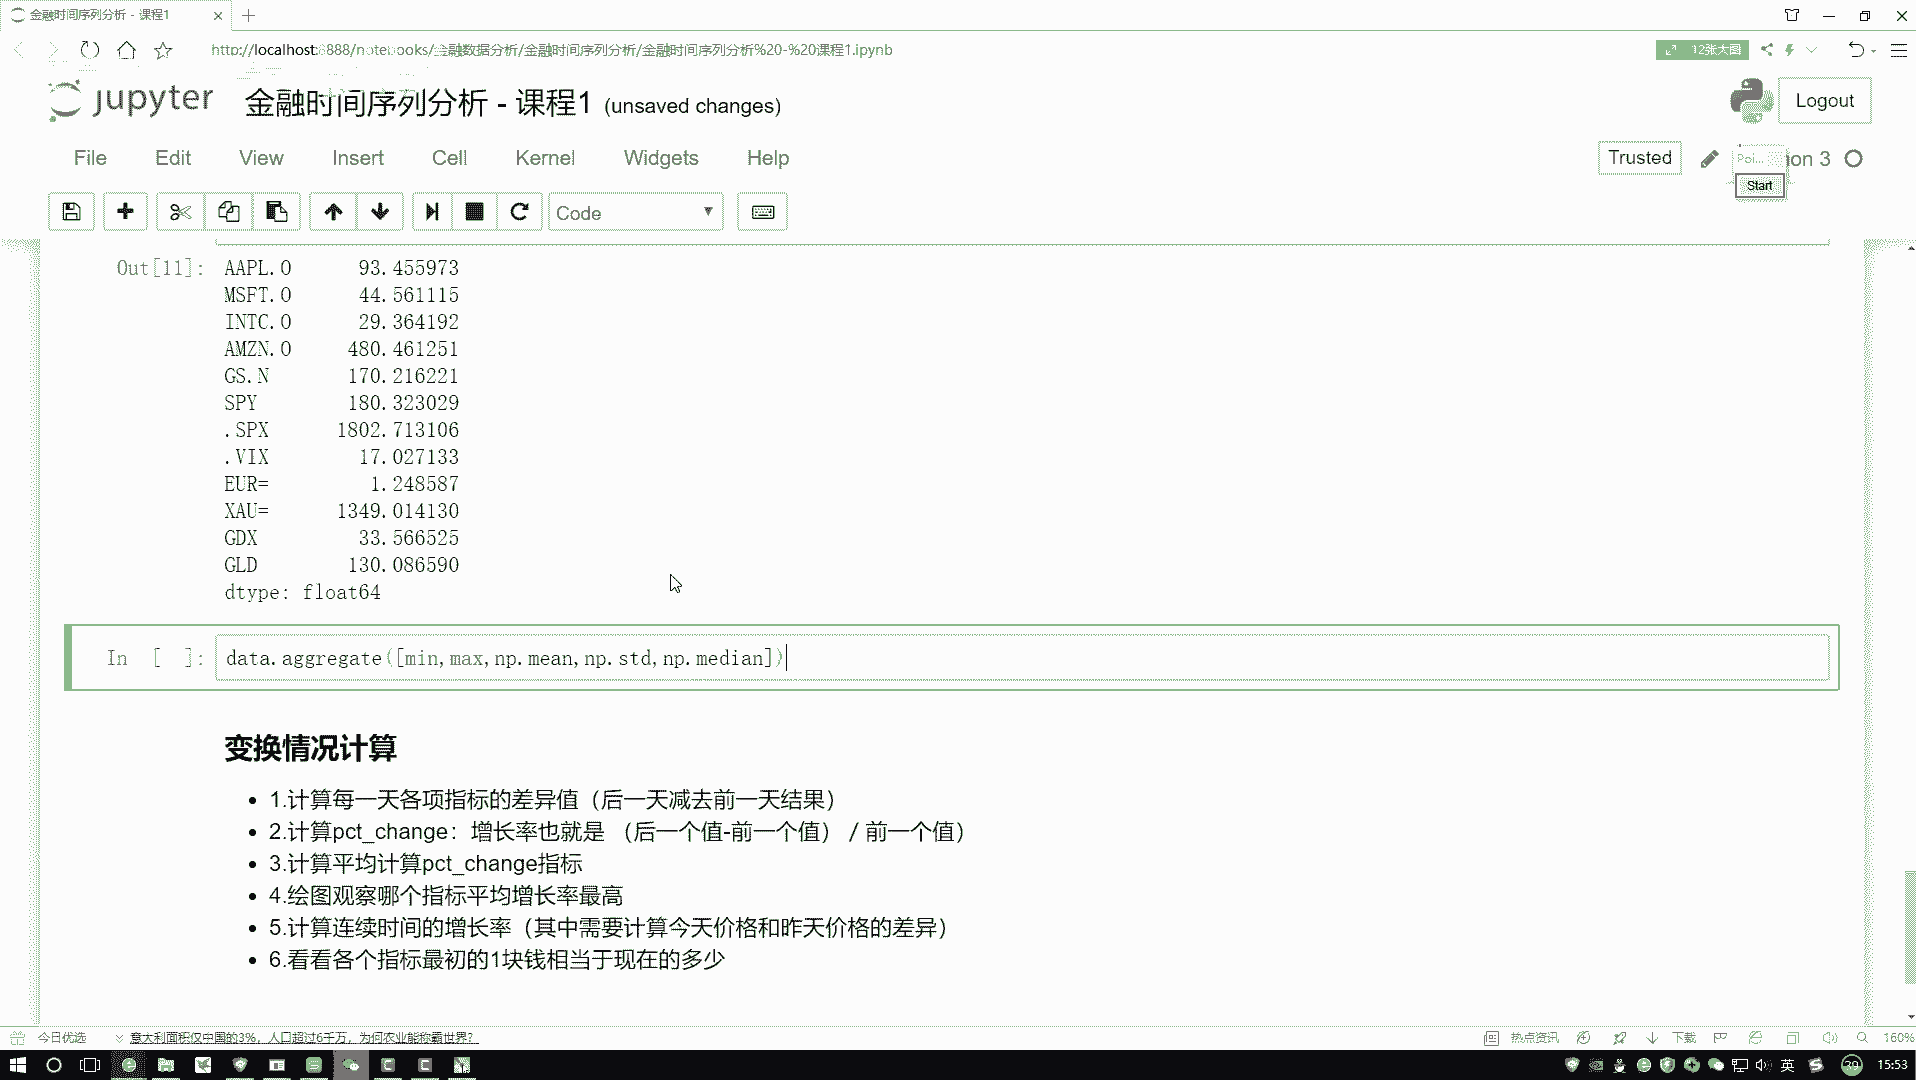 金融时间序列分析 - 课程1
http://localhost:8888/notebooks/金融数据分析/金融时间序列分析/金融时间序列分析%20-%20课程1.ipynb
12张大图
jupyter 金融时间序列分析 - 课程1 (unsaved changes)
Logout
File Edit View Insert Cell Kernel Widgets Help
Trusted
Poi... on 3
Start
Code
Out[11]: AAPL.O 93.455973
MSFT.O 44.561115
INTC.O 29.364192
AMZN.O 480.461251
GS.N 170.216221
SPY 180.323029
.SPX 1802.713106
.VIX 17.027133
EUR= 1.248587
XAU= 1349.014130
GDX 33.566525
GLD 130.086590
dtype: float64
In [ ]: data.aggregate([min,max,np.mean,np.std,np.median])
变换情况计算
1.计算每一天各项指标的差异值（后一天减去前一天结果）
2.计算pct_change：增长率也就是 （后一个值-前一个值） / 前一个值）
3.计算平均计算pct_change指标
4.绘图观察哪个指标平均增长率最高
5.计算连续时间的增长率（其中需要计算今天价格和昨天价格的差异）
6.看看各个指标最初的1块钱相当于现在的多少
今日优选
意大利面积仅中国的3%，人口超过6千万，为何农业能称霸世界？
热点资讯
下载
160%
英
39
15:53